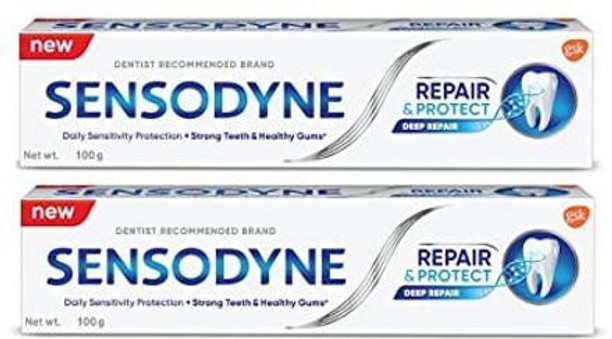 new
gsk
DENTIST RECOMMENDED BRAND
SENSODYNE
REPAIR
& PROTECT
DEEP REPAIR
Daily Sensitivity Protection + Strong Teeth & Healthy Gums*
Net wt. 100 g
new
gsk
DENTIST RECOMMENDED BRAND
SENSODYNE
REPAIR
& PROTECT
DEEP REPAIR
Daily Sensitivity Protection + Strong Teeth & Healthy Gums*
Net wt. 100 g